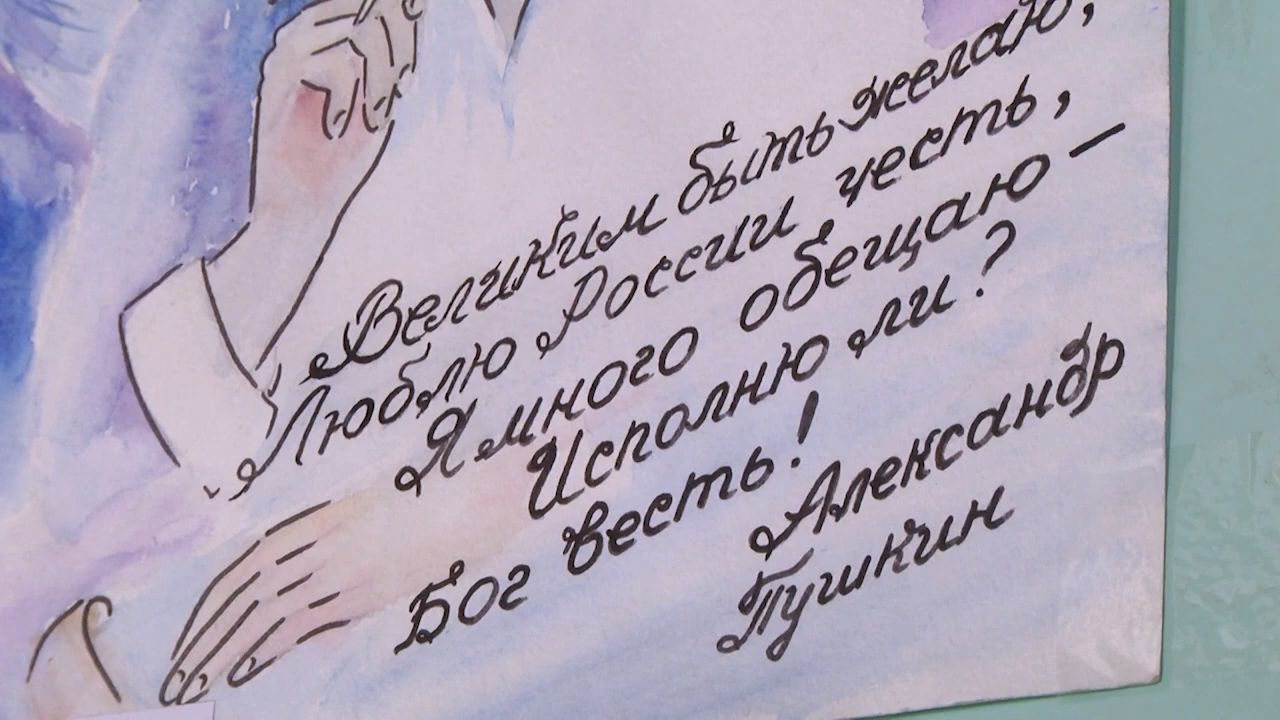 Великим быть желаю,
Люблю России честь,
Я много обещаю —
Исполню ли?
Бог весть!
Александр
Пушкин